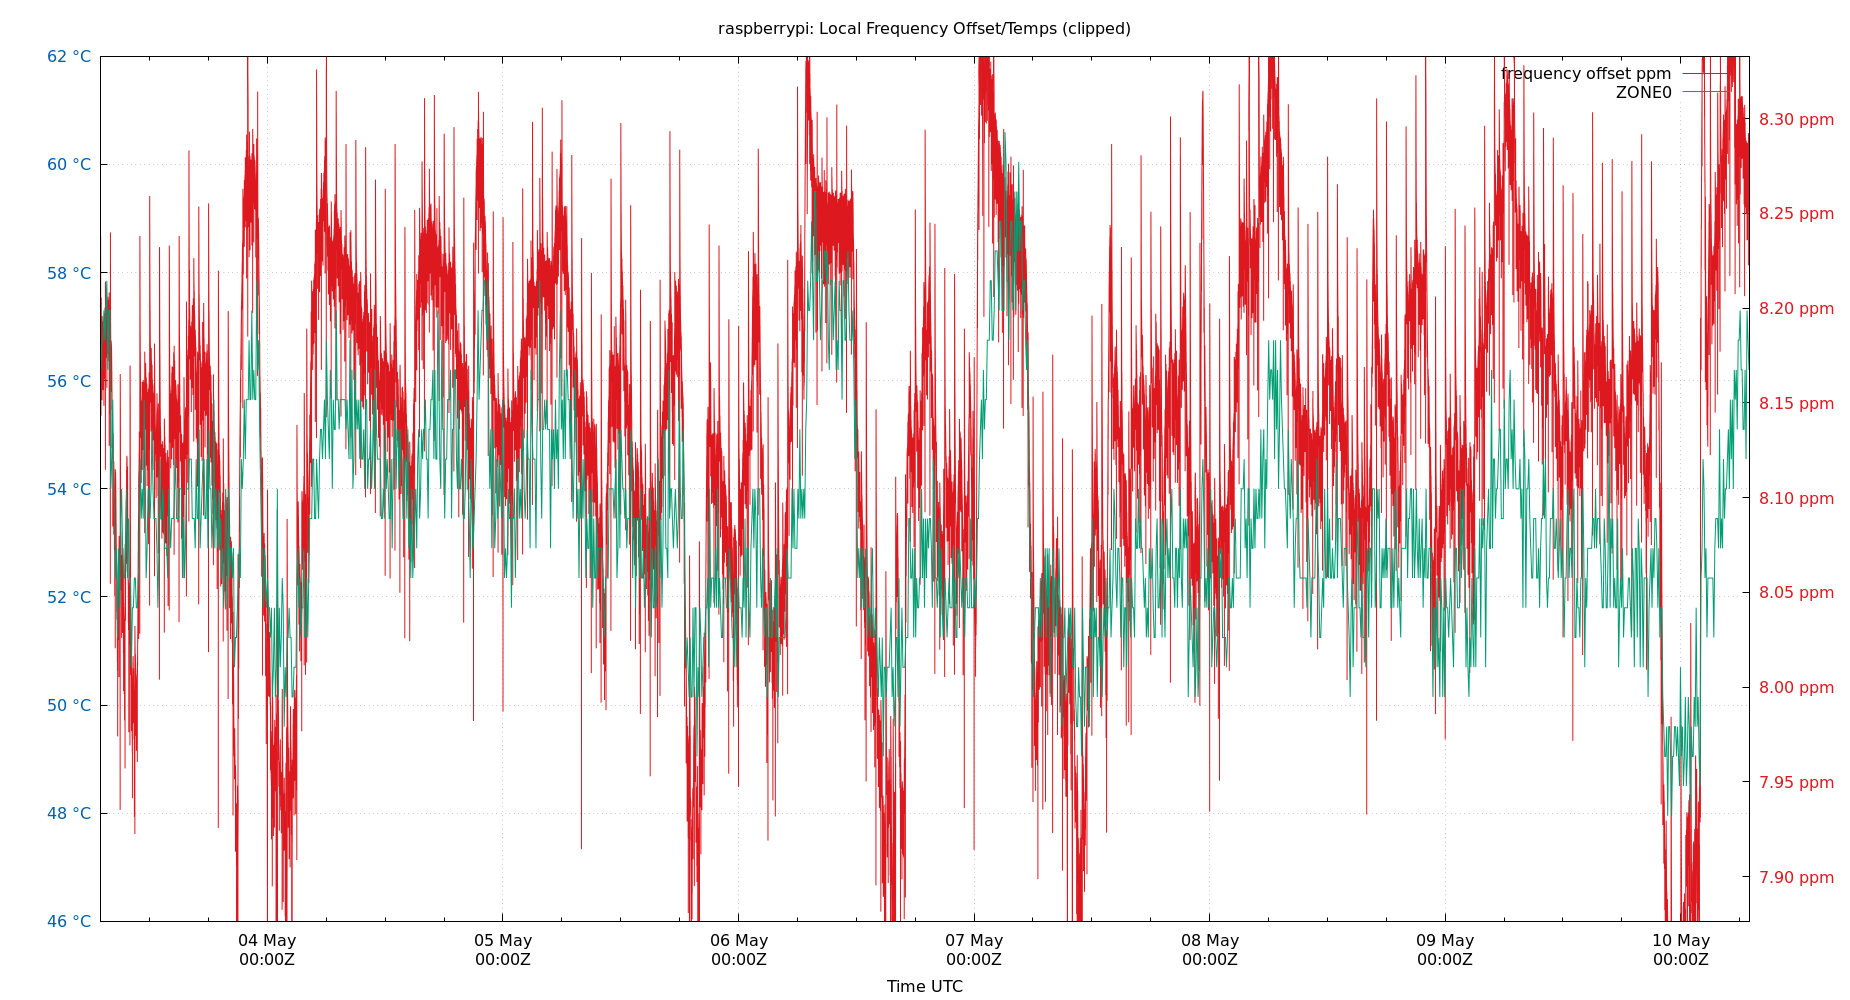 raspberrypi: Local Frequency Offset/Temps (clipped)
62 °C
60 °C
58 °C
56 °C
54 °C
52 °C
50 °C
48 °C
46 °C
frequency offset ppm
ZONE0
8.30 ppm
8.25 ppm
8.20 ppm
8.15 ppm
8.10 ppm
8.05 ppm
8.00 ppm
7.95 ppm
7.90 ppm
04 May 05 May 06 May 07 May 08 May 09 May 10 May
00:00Z 00:00Z 00:00Z 00:00Z 00:00Z 00:00Z 00:00Z
Time UTC